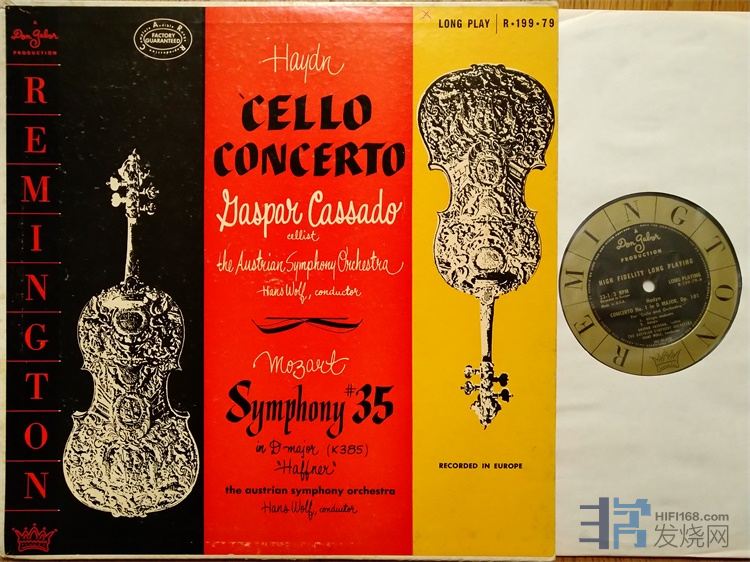 Don Gabor
PRODUCTION
REMINGTON
FACTORY
GUARANTEED
LONG PLAY | R-199-79
Haydn
CELLO
CONCERTO
Gaspar Cassado
cellist
the Austrian Symphony Orchestra
Hans Wolf, conductor
Mozart
Symphony #35
in D major (K385)
"Haffner"
the austrian symphony orchestra
Hans Wolf, conductor
RECORDED IN EUROPE
REMINGTON
Don Gabor
PRODUCTION
HIGH FIDELITY LONG PLAYING
LONG PLAYING
33-1/3 RPM
Haydn
CONCERTO No. 1 in D MAJOR, Op. 101
HIFI168.com
发烧网